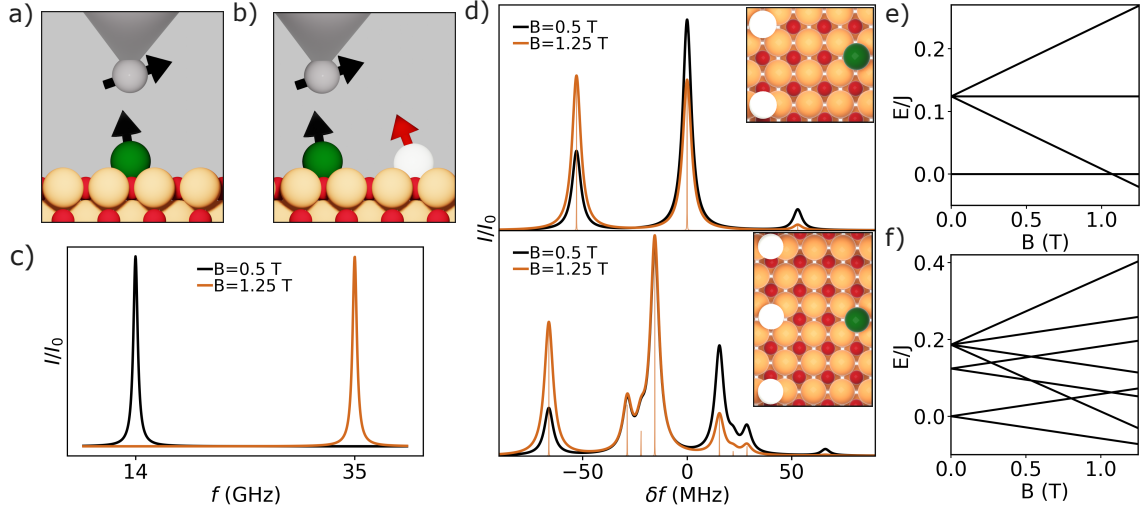 a)
b)
c)
B=0.5 T
B=1.25 T
I/I₀
14
35
f (GHz)
d)
B=0.5 T
B=1.25 T
B=0.5 T
B=1.25 T
I/I₀
−50
0
50
δf (MHz)
e)
0.2
0.1
0.0
E/J
0.0
0.5
1.0
B (T)
f)
0.4
0.2
0.0
E/J
0.0
0.5
1.0
B (T)